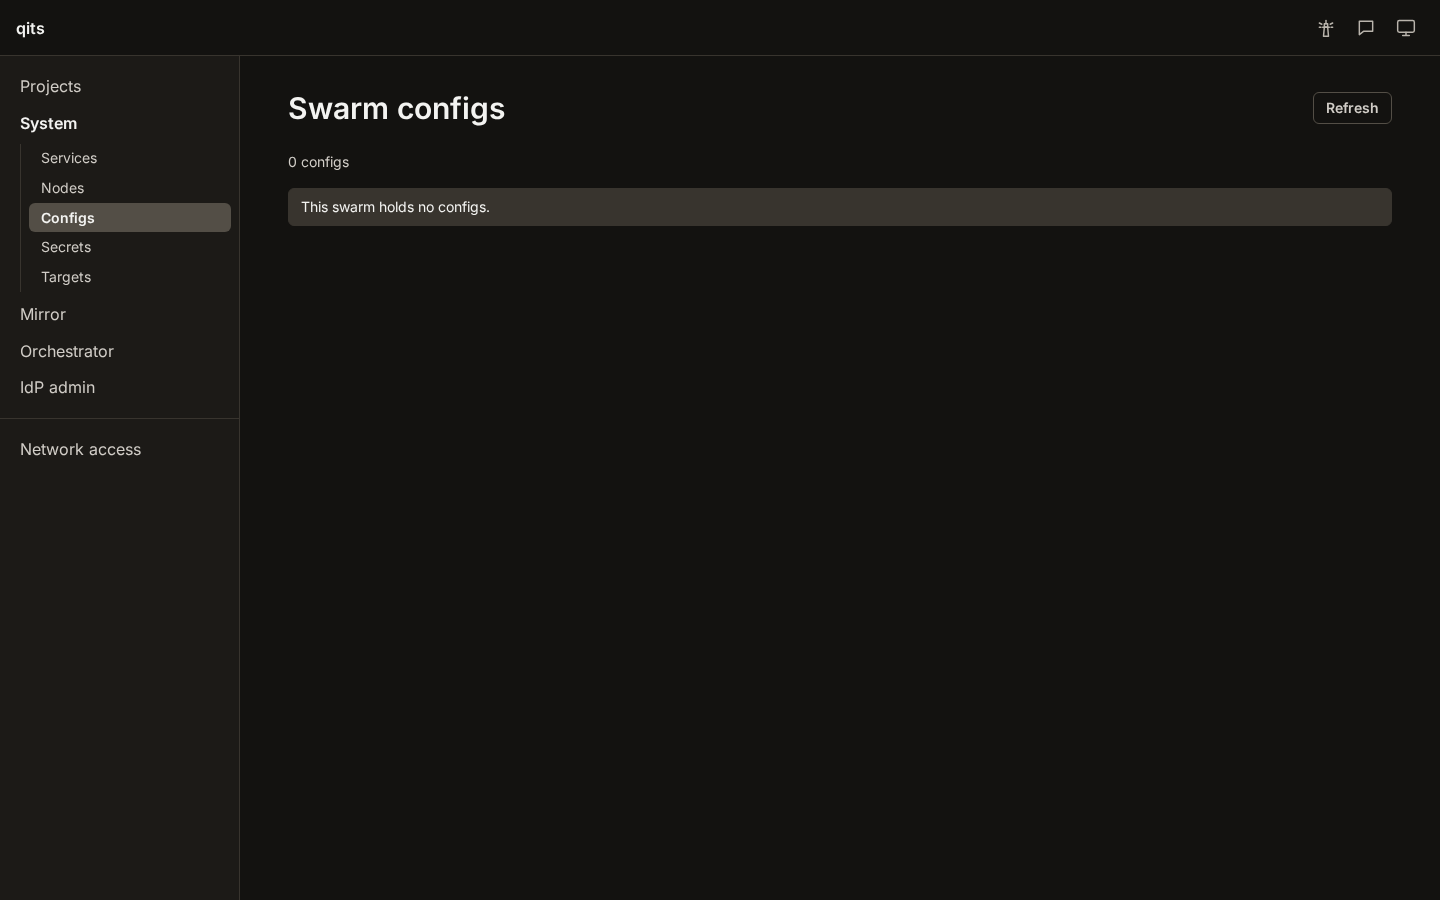 qits
Projects
System
Services
Nodes
Configs
Secrets
Targets
Mirror
Orchestrator
IdP admin
Network access
Swarm configs
Refresh
0 configs
This swarm holds no configs.